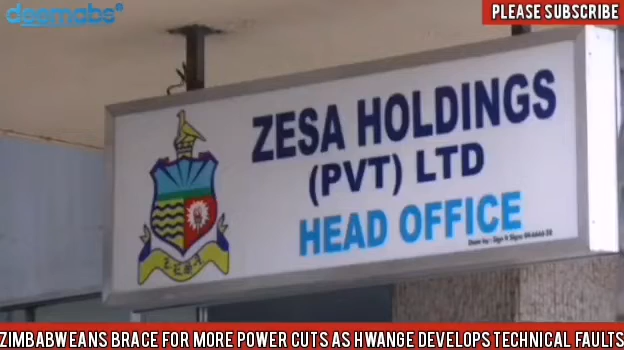 deemabs
PLEASE SUBSCRIBE
ZESA HOLDINGS
(PVT) LTD
HEAD OFFICE
ZESA
ZIMBABWEANS BRACE FOR MORE POWER CUTS AS HWANGE DEVELOPS TECHNICAL FAULTS